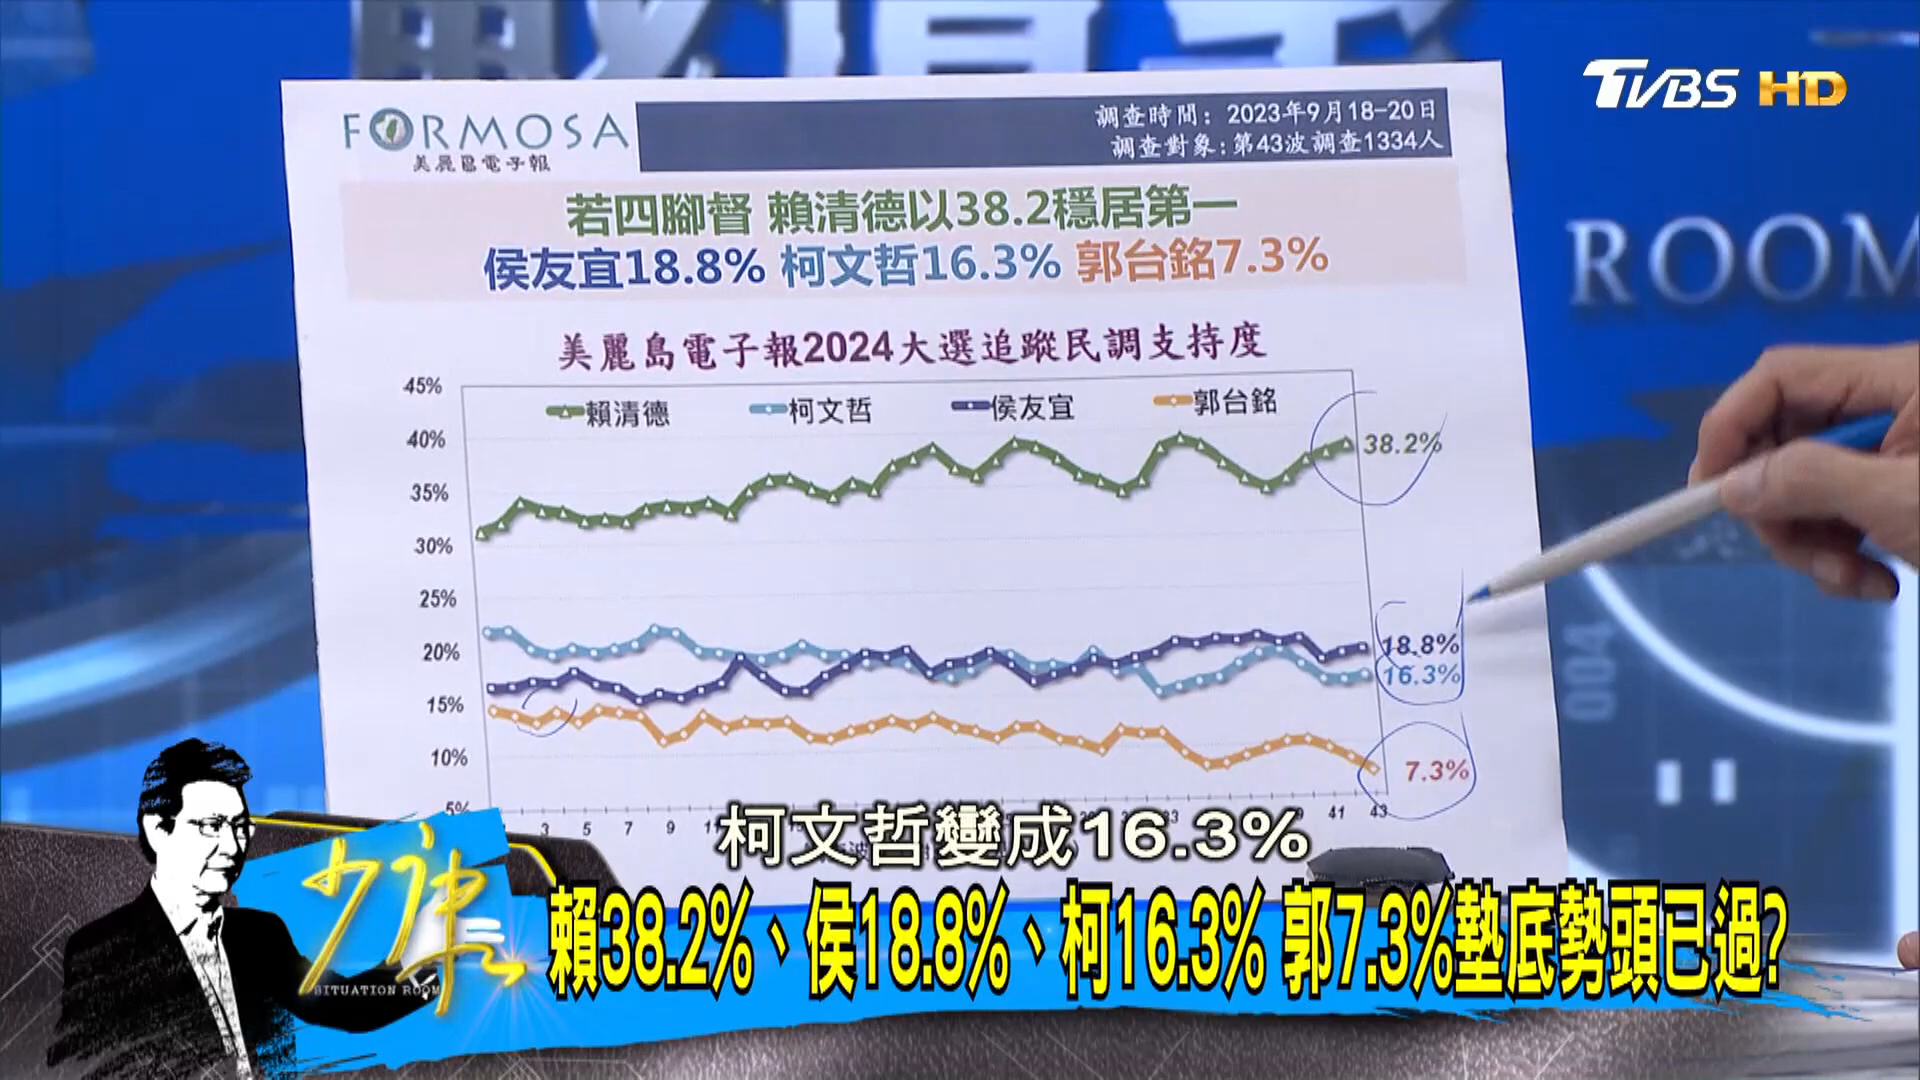 TVBS HD
FORMOSA
美麗島電子報
調查時間：2023年9月18-20日
調查對象:第43波調查1334人
若四腳督 賴清德以38.2穩居第一
侯友宜18.8% 柯文哲16.3% 郭台銘7.3%
ROOM
美麗島電子報2024大選追蹤民調支持度
45%
賴清德 柯文哲 侯友宜 郭台銘
40%
38.2%
35%
30%
25%
20%
18.8%
16.3%
15%
10%
7.3%
5%
3 5 7 9 41 43
004
柯文哲變成16.3%
少康
SITUATION ROOM
賴38.2%、侯18.8%、柯16.3% 郭7.3%墊底勢頭已過?